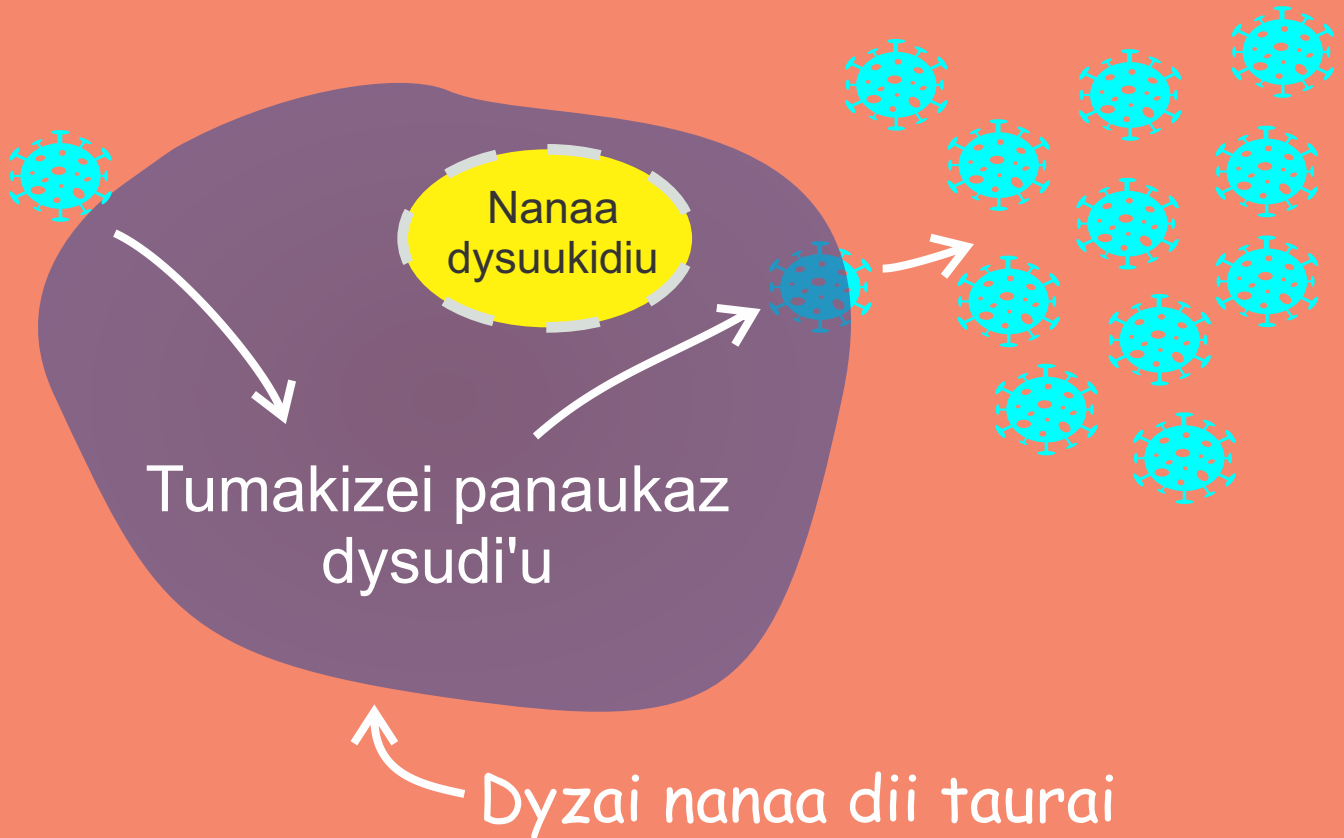 Nanaa
dysuukidiu
Tumakizei panaukaz
dysudi'u
Dyzai nanaa dii taurai